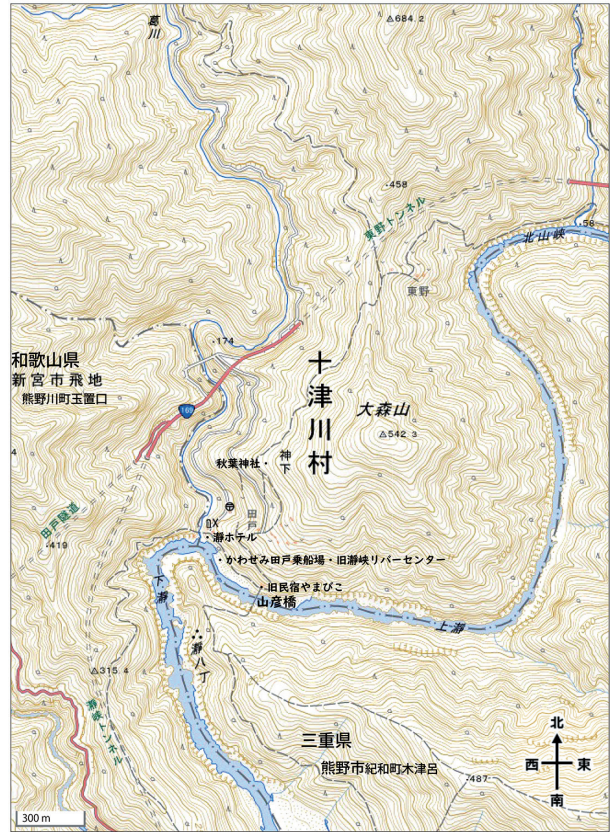 葛川
△684.2
・458
東野トンネル
・58
北山峡
東野
・174
和歌山県
新宮市飛地
熊野川町玉置口
169
十津川村
大森山
△542.3
4
秋葉神社・
神下
田戸隧道
・419
田戸
X
・瀞ホテル
・かわせみ田戸乗船場・旧瀞峡リバーセンター
下瀞
・旧民宿やまびこ
山彦橋
上瀞
瀞八丁
△315.4
瀞峡トンネル
三重県
熊野市紀和町木津呂
・487
北
西 東
南
300 m